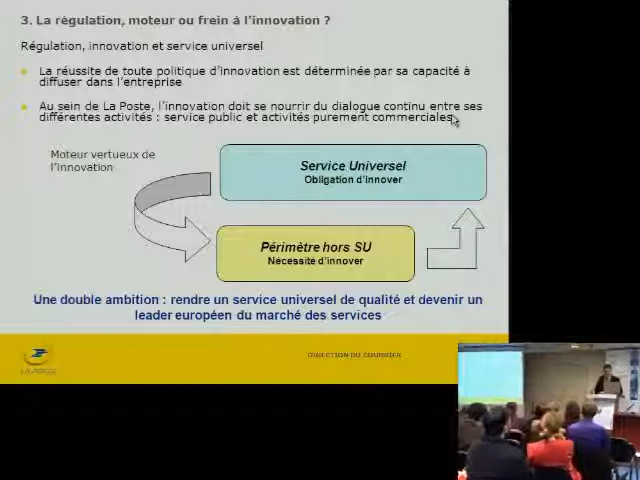 3. La règulation, moteur ou frein à l’innovation ?
Régulation, innovation et service universel
La réussite de toute politique d’innovation est déterminée par sa capacité à
diffuser dans l’entreprise
Au sein de La Poste, l’innovation doit se nourrir du dialogue continu entre ses
différentes activités : service public et activités purement commerciales
Moteur vertueux de
l’innovation
Service Universel
Obligation d’innover
Périmètre hors SU
Nécessité d’innover
Une double ambition : rendre un service universel de qualité et devenir un
leader européen du marché des services
LA POSTE
DIRECTION DU COURRIER